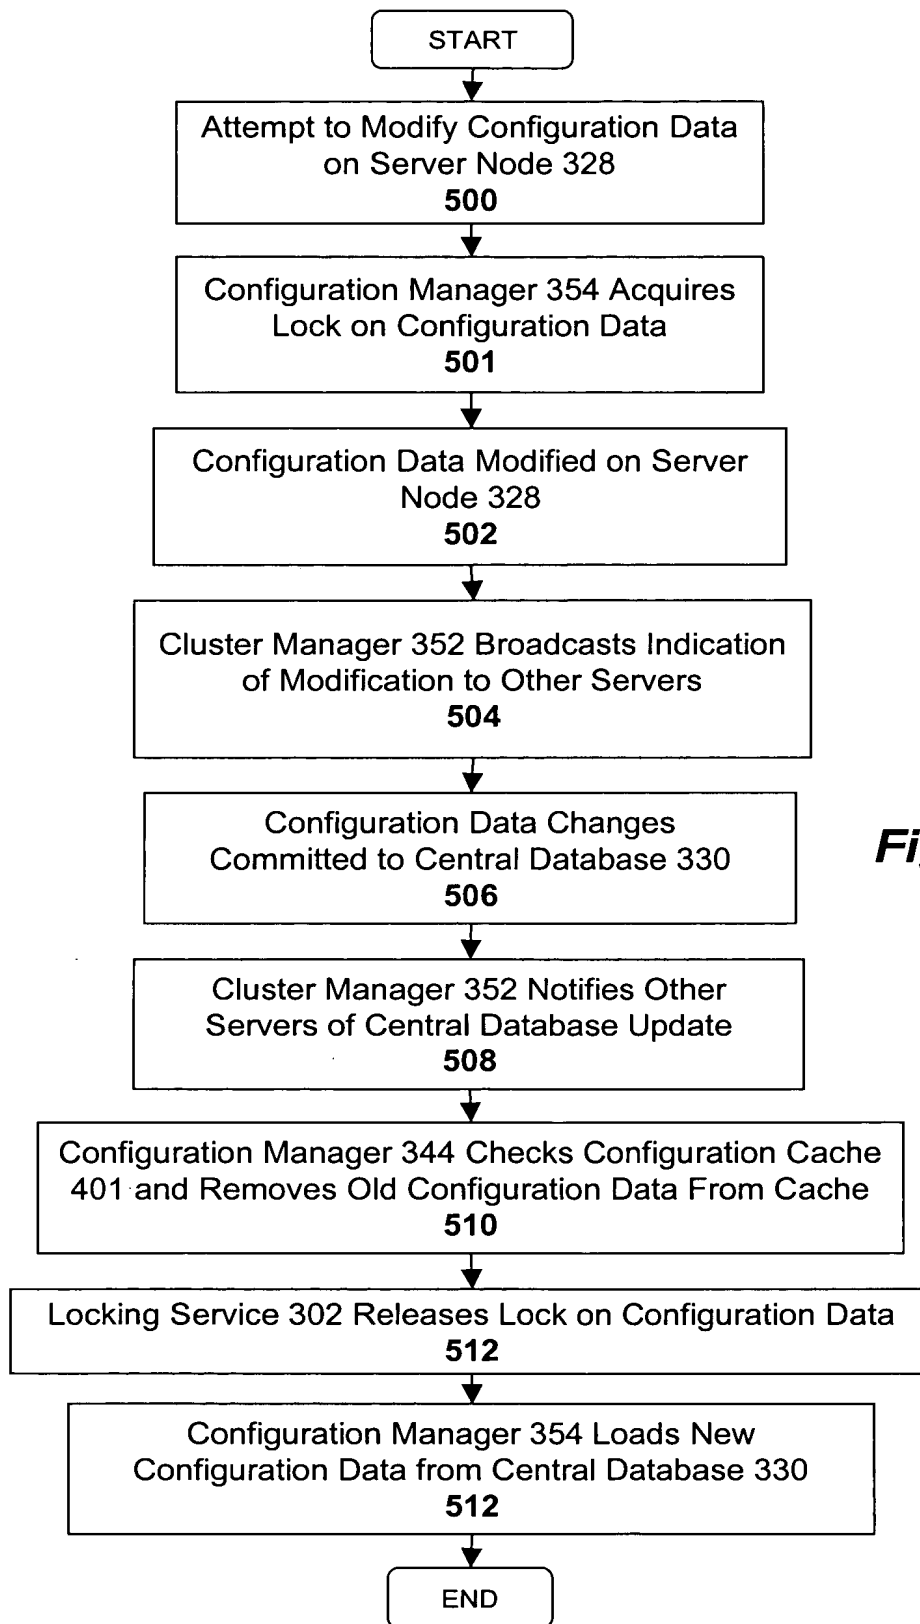 START
Attempt to Modify Configuration Data
on Server Node 328
500
Configuration Manager 354 Acquires
Lock on Configuration Data
501
Configuration Data Modified on Server
Node 328
502
Cluster Manager 352 Broadcasts Indication
of Modification to Other Servers
504
Configuration Data Changes
Committed to Central Database 330
506
Fi
Cluster Manager 352 Notifies Other
Servers of Central Database Update
508
Configuration Manager 344 Checks Configuration Cache
401 and Removes Old Configuration Data From Cache
510
Locking Service 302 Releases Lock on Configuration Data
512
Configuration Manager 354 Loads New
Configuration Data from Central Database 330
512
END